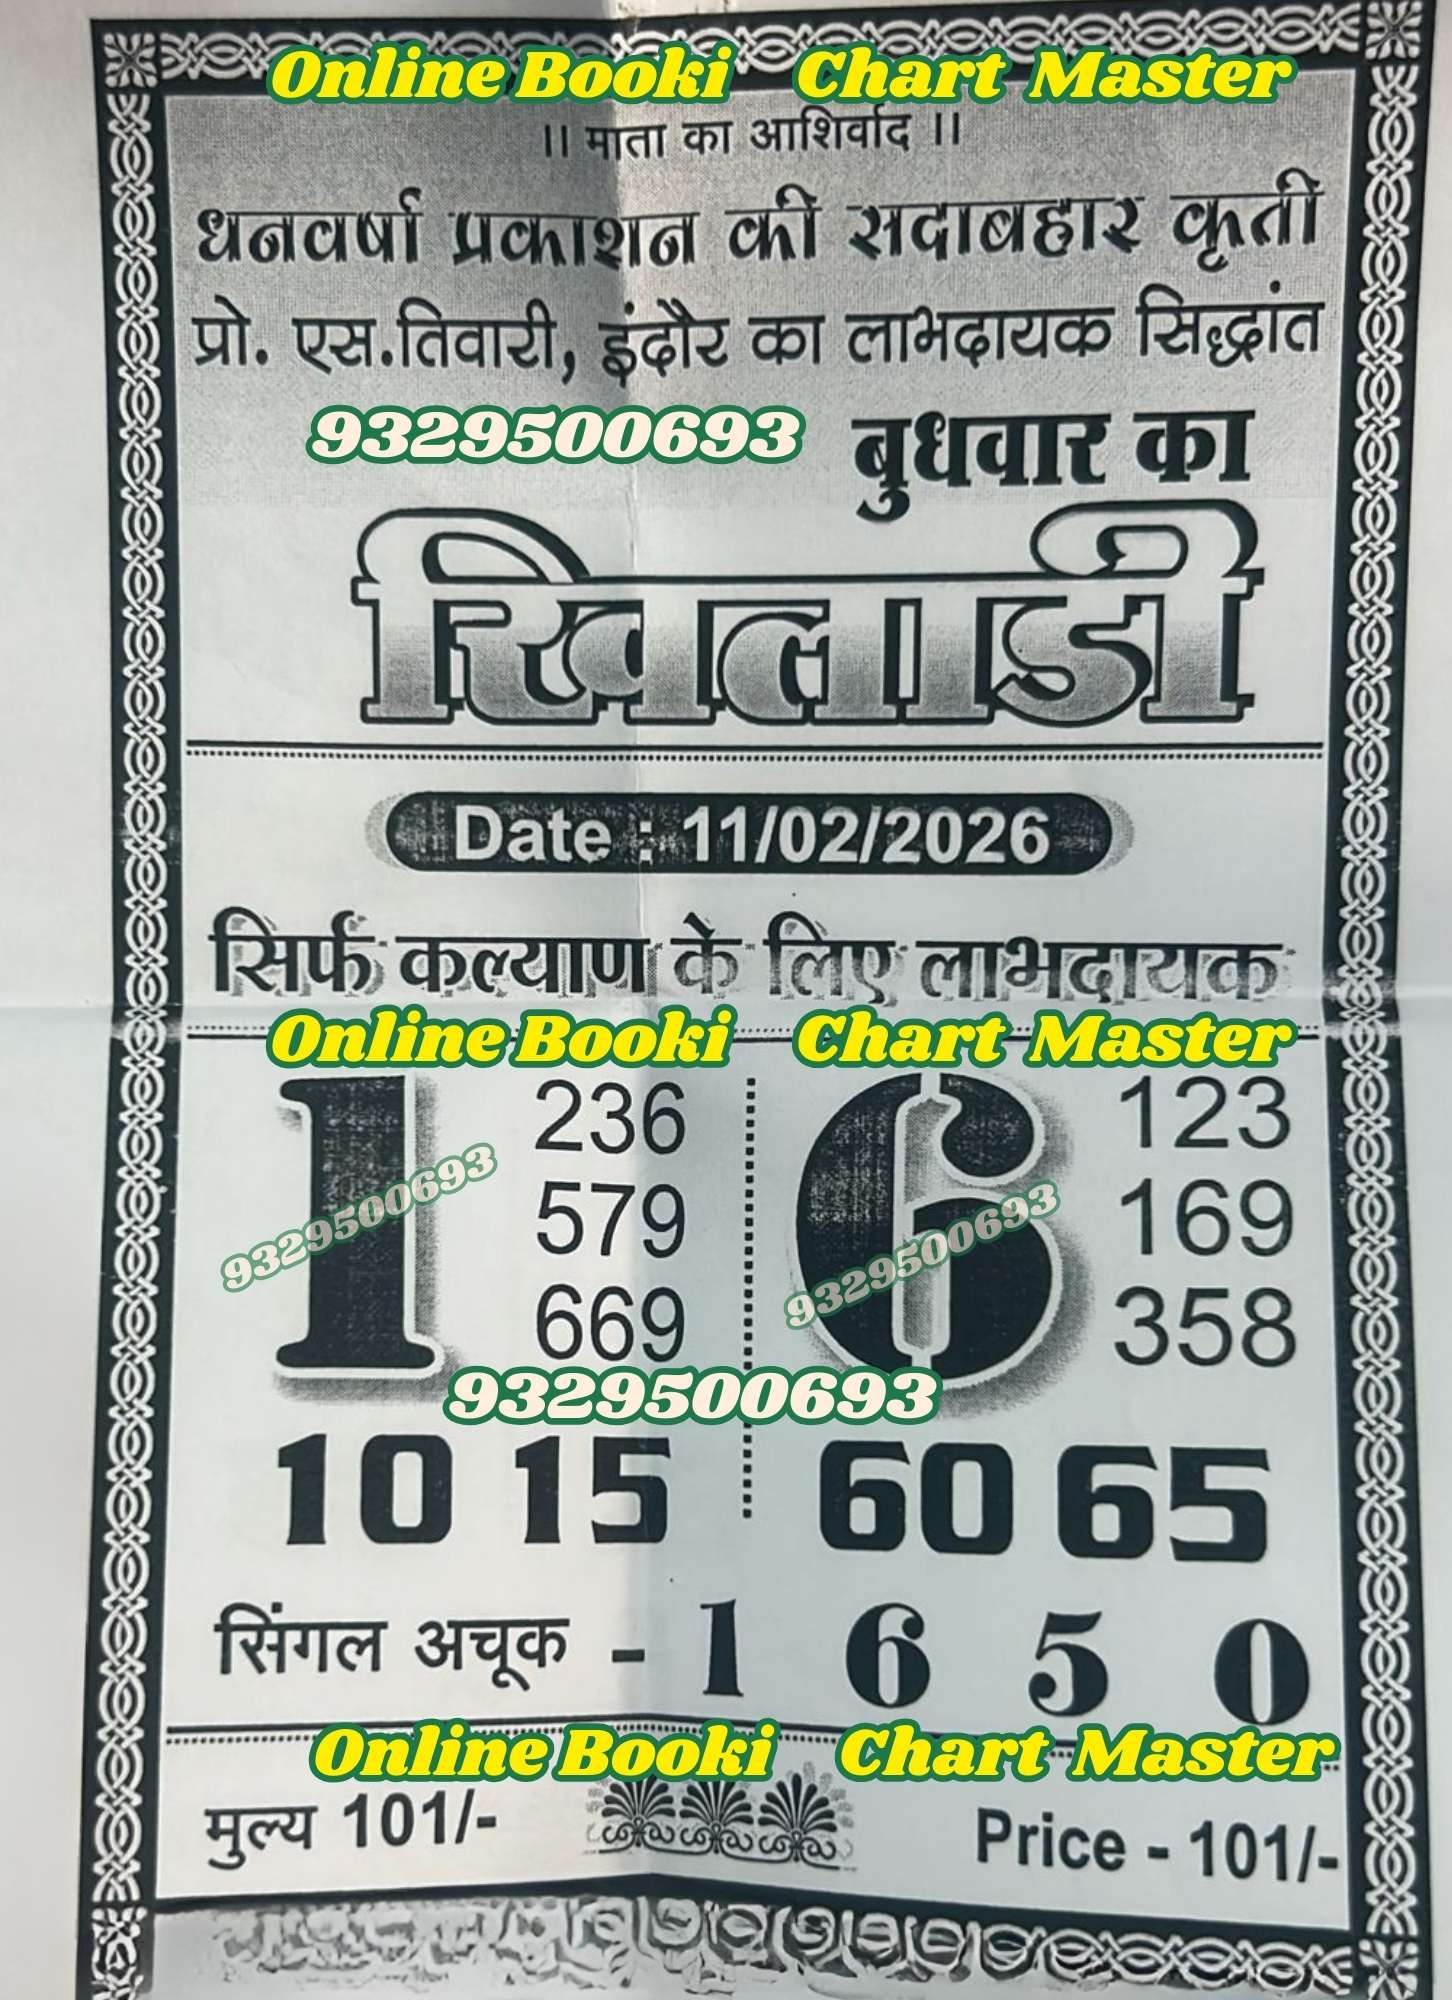 Online Booki Chart Master
।। माता का आशिर्वाद ।।
धनवर्षा प्रकाशन की सदाबहार कृती
प्रो. एस.तिवारी, इंदौर का लाभदायक सिद्धांत
9329500693 बुधवार का
खिलाडी
Date : 11/02/2026
सिर्फ कल्याण के लिए लाभदायक
Online Booki Chart Master
1 236 6 123
579 169
669 358
9329500693 9329500693
9329500693
10 15 60 65
सिंगल अचूक - 1 6 5 0
Online Booki Chart Master
मुल्य 101/- Price - 101/-